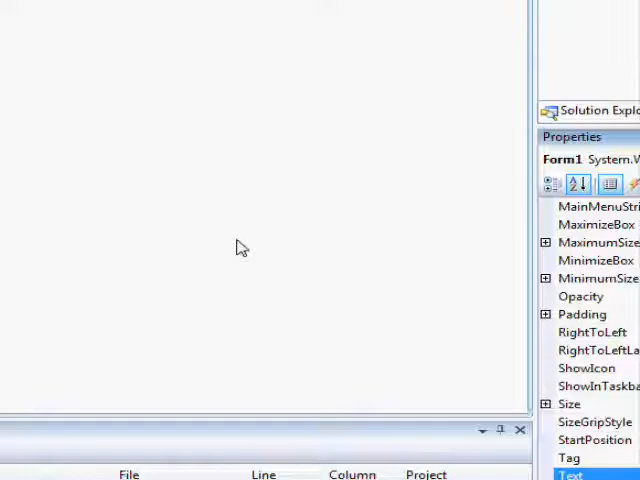 Solution Explo
Properties
Form1 System.W
MainMenuStri
MaximizeBox
MaximumSize
MinimizeBox
MinimumSize
Opacity
Padding
RightToLeft
RightToLeftLa
ShowIcon
ShowInTaskba
Size
SizeGripStyle
StartPosition
Tag
Text
File Line Column Project